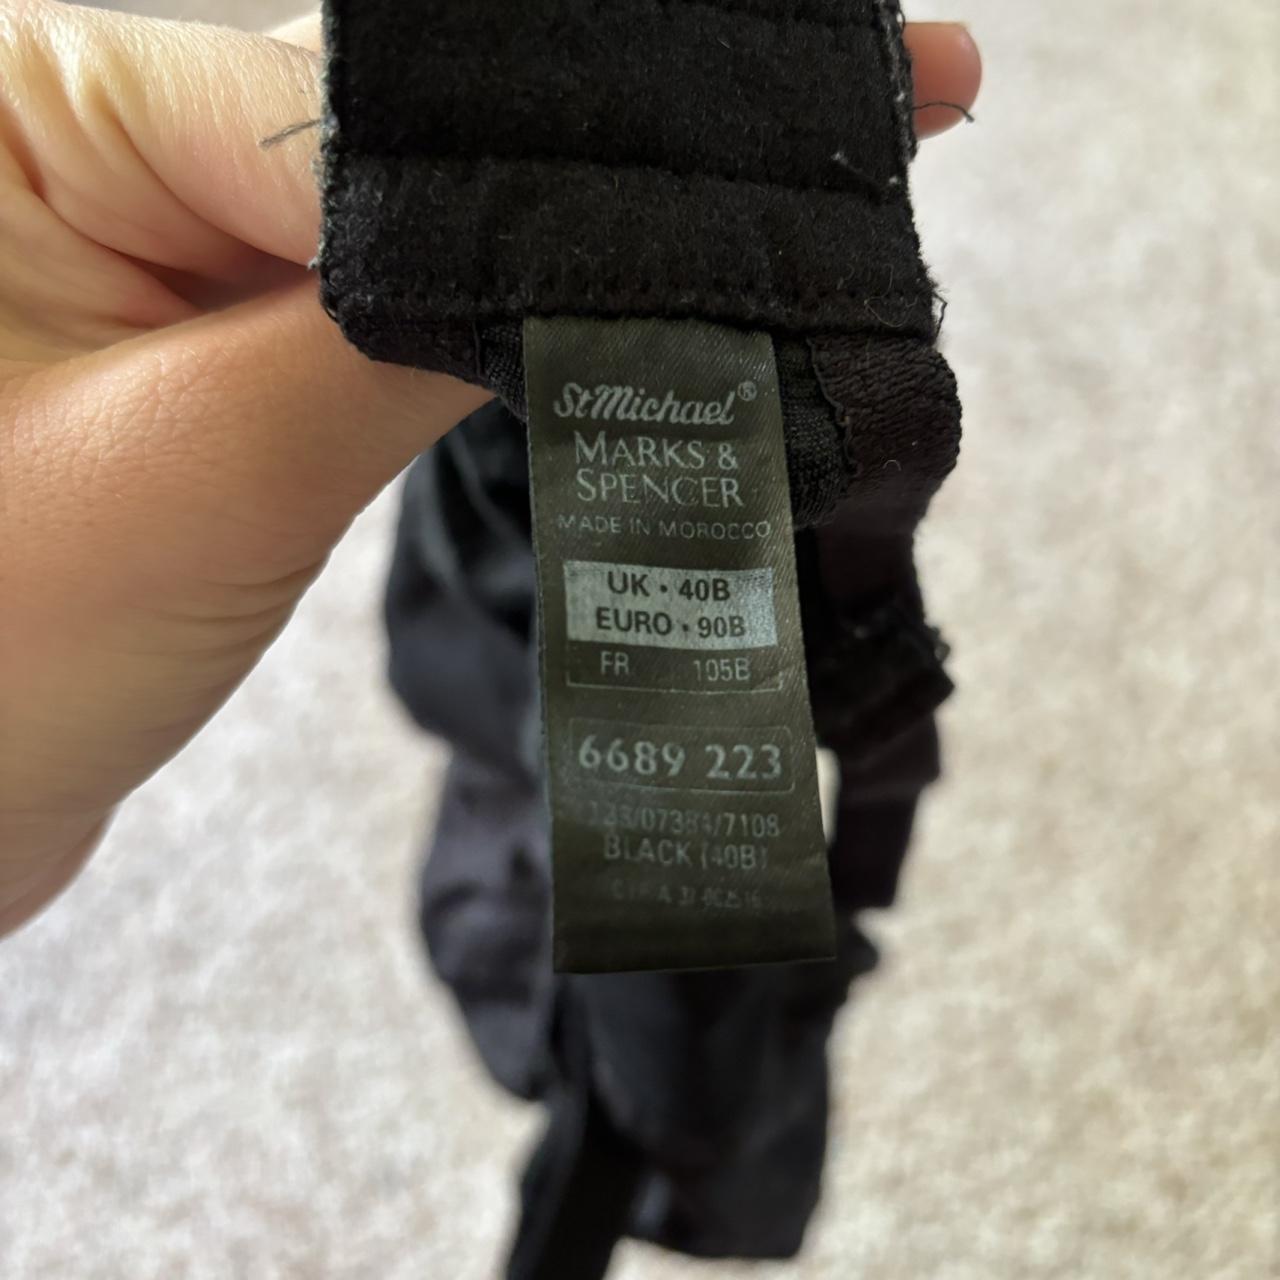 StMichael®
MARKS &
SPENCER
MADE IN MOROCCO
UK • 40B
EURO • 90B
FR 105B
6689 223
BLACK (40B)